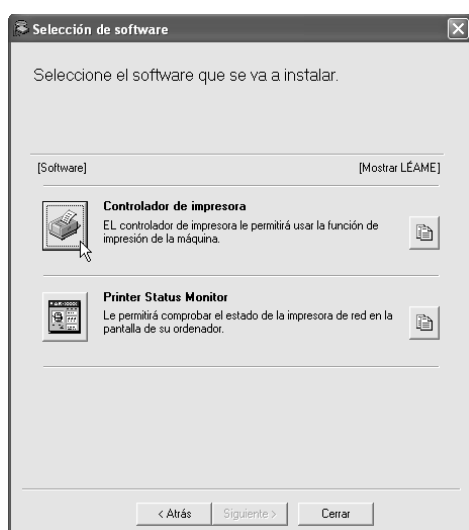 Selección de software
Seleccione el software que se va a instalar.
[Software] [Mostrar LÉAME]
Controlador de impresora
EL controlador de impresora le permitirá usar la función de
impresión de la máquina.
Printer Status Monitor
Le permitirá comprobar el estado de la impresora de red en la
pantalla de su ordenador.
< Atrás Siguiente > Cerrar